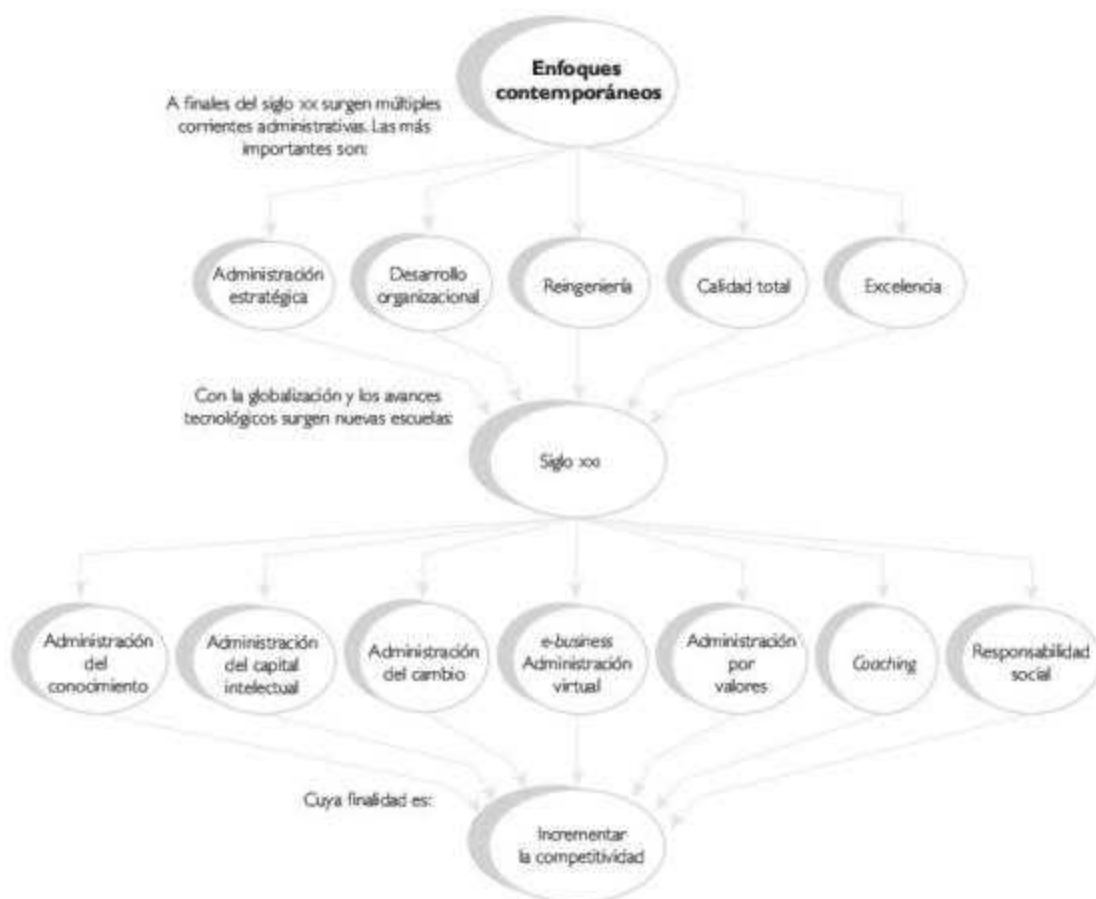 Enfoques
contemporáneos
A finales del siglo xx surgen múltiples
corrientes administrativas. Las más
importantes son:
Administración
estratégica
Desarrollo
organizacional
Reingeniería
Calidad total
Excelencia
Con la globalización y los avances
tecnológicos surgen nuevas escuelas:
Siglo xxi
Administración
del
conocimiento
Administración
del capital
intelectual
Administración
del cambio
e-business
Administración
virtual
Administración
por
valores
Coaching
Responsabilidad
social
Cuya finalidad es:
Incrementar
la competitividad